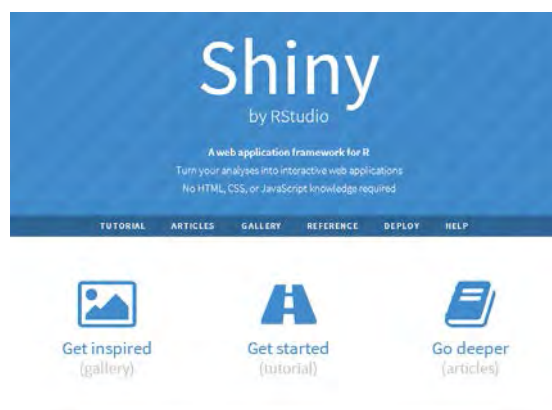 Shiny
by RStudio
A web application framework for R
Turn your analyses into interactive web applications
No HTML, CSS, or JavaScript knowledge required
TUTORIAL ARTICLES GALLERY REFERENCE DEPLOY HELP
Get inspired
(gallery)
Get started
(tutorial)
Go deeper
(articles)